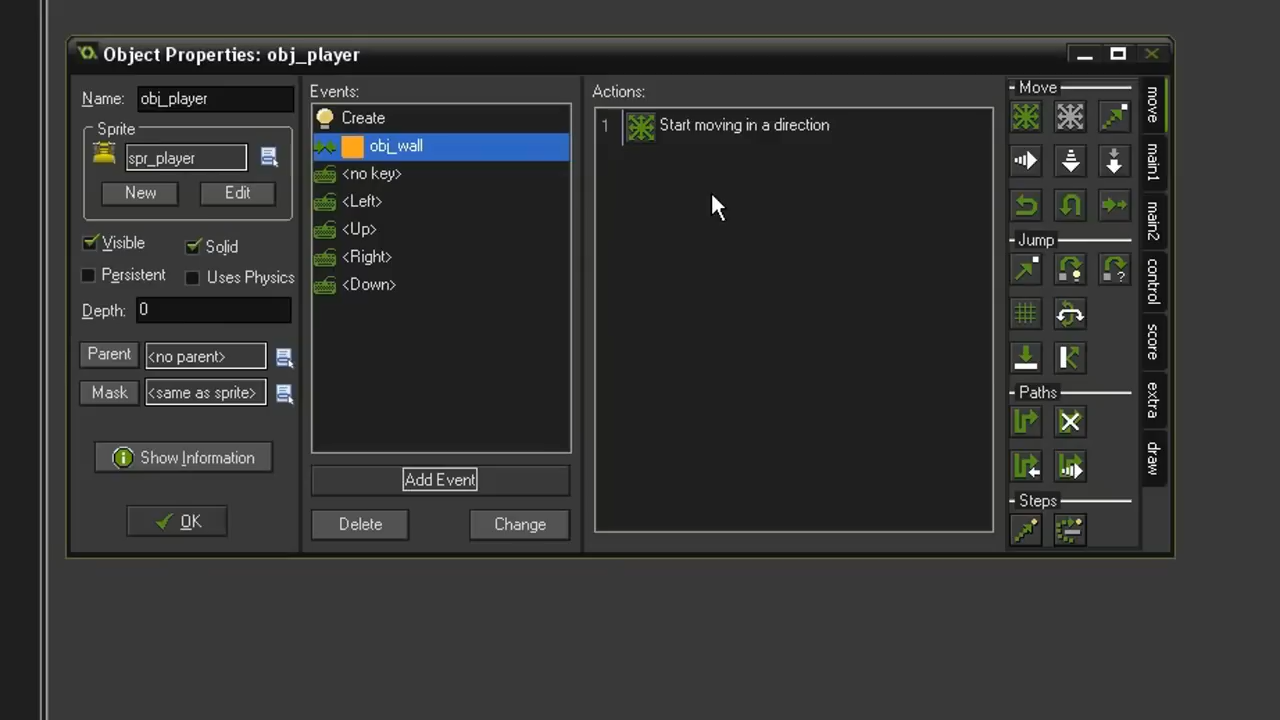 Object Properties: obj_player
Name: obj_player
Sprite
spr_player
New Edit
Visible Solid
Persistent Uses Physics
Depth: 0
Parent <no parent>
Mask <same as sprite>
Show Information
OK
Events:
Create
obj_wall
<no key>
<Left>
<Up>
<Right>
<Down>
Add Event
Delete Change
Actions:
1 Start moving in a direction
Move
Jump
Paths
Steps
move
main1
main2
control
score
extra
draw